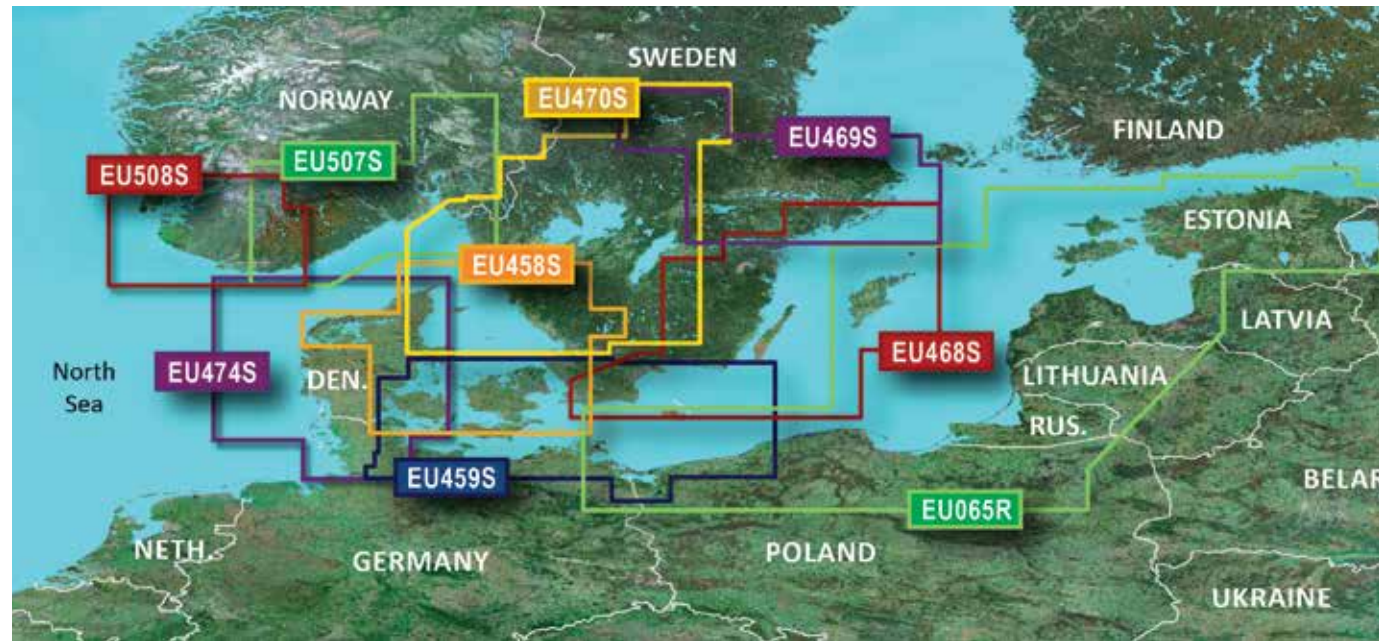 SWEDEN
NORWAY
EU470S
FINLAND
EU469S
EU507S
EU508S
ESTONIA
EU458S
LATVIA
EU468S
North
Sea
EU474S
DEN.
LITHUANIA
RUS.
EU459S
BELAR
EU065R
NETH.
GERMANY
POLAND
UKRAINE